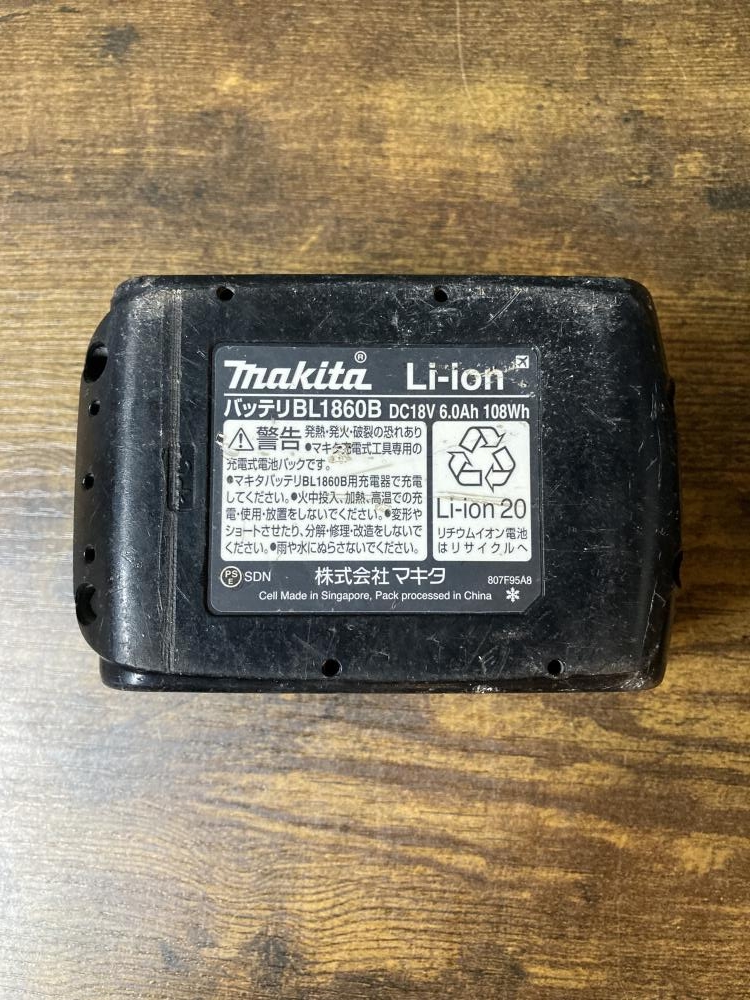 makita® Li-ion
バッテリBL1860B DC18V 6.0Ah 108Wh
警告 発熱・発火・破裂の恐れあり
●マキタ充電式工具専用の
充電式電池パックです。
●マキタバッテリBL1860B用充電器で充電
してください。●火中投入、加熱、高温での充
電・使用・放置をしないでください。●変形や
ショートさせたり、分解・修理・改造をしないで
ください。●雨や水にぬらさないでください。
Li-ion 20
リチウムイオン電池
はリサイクルへ
PS
E SDN 株式会社マキタ 807F95A8
Cell Made in Singapore, Pack processed in China